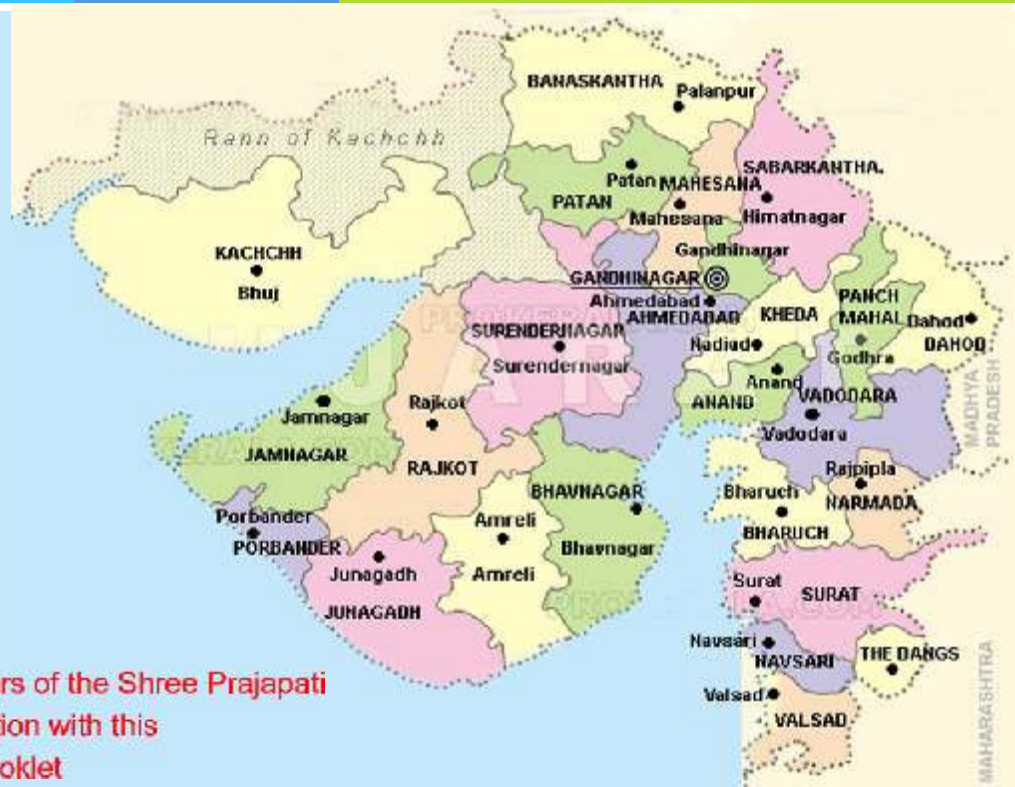 BANASKANTHA
Palanpur
Rann of Kachchh
SABARKANTHA.
Patan
MAHESANA
PATAN
Mahesana
Himatnagar
KACHCHH
Bhuj
Gandhinagar
GANDHINAGAR
Ahmedabad
AHMEDABAD
KHEDA
PANCH
MAHAL
Dahod
DAHOD
SURENDERNAGAR
Surendernagar
Nadiud
Godhra
Anand
ANAND
VADODARA
Vadodara
MADHYA
PRADESH
Jamnagar
JAMNAGAR
Rajkot
RAJKOT
Rajpipla
NARMADA
BHAVNAGAR
Bhavnagar
Bharuch
BHARUCH
Porbander
PORBANDER
Amreli
Amreli
Junagadh
JUNAGADH
Surat
SURAT
Navsari
NAVSARI
THE DANGS
Valsad
VALSAD
MAHARASHTRA
rs of the Shree Prajapati
tion with this
oklet